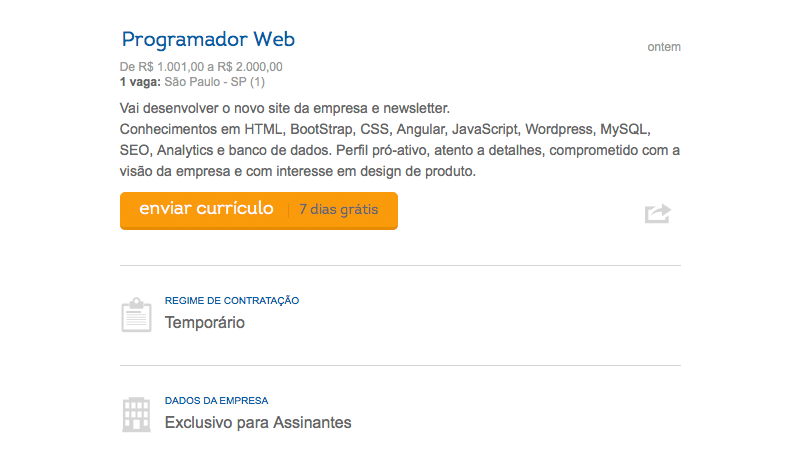 Programador Web
ontem
De R$ 1.001,00 a R$ 2.000,00
1 vaga: São Paulo - SP (1)
Vai desenvolver o novo site da empresa e newsletter.
Conhecimentos em HTML, BootStrap, CSS, Angular, JavaScript, Wordpress, MySQL,
SEO, Analytics e banco de dados. Perfil pró-ativo, atento a detalhes, comprometido com a
visão da empresa e com interesse em design de produto.
enviar currículo 7 dias grátis
REGIME DE CONTRATAÇÃO
Temporário
DADOS DA EMPRESA
Exclusivo para Assinantes